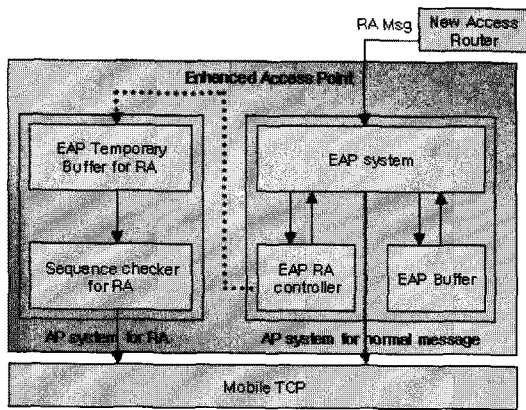 RA Msg
New Access
Router
Enhanced Access Point
EAP Temporary
Buffer for RA
EAP system
Sequence checker
for RA
EAP RA
controller
EAP Buffer
AP system for RA
AP system for normal message
Mobile TCP